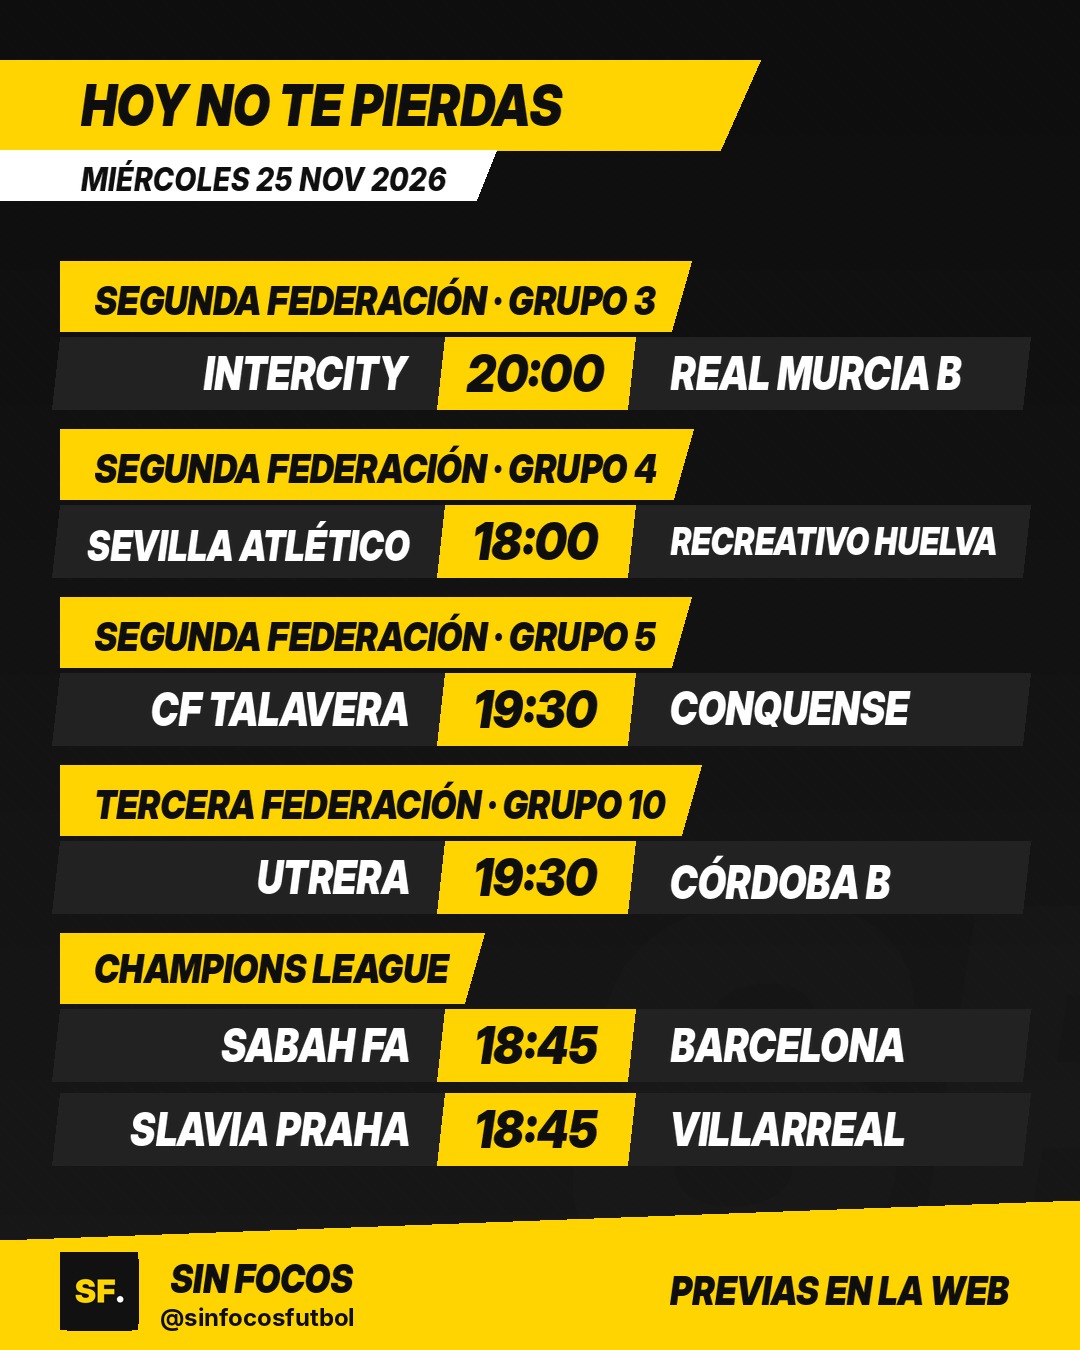 HOY NO TE PIERDAS
MIÉRCOLES 25 NOV 2026
SEGUNDA FEDERACIÓN · GRUPO 3
INTERCITY 20:00 REAL MURCIA B
SEGUNDA FEDERACIÓN · GRUPO 4
SEVILLA ATLÉTICO 18:00 RECREATIVO HUELVA
SEGUNDA FEDERACIÓN · GRUPO 5
CF TALAVERA 19:30 CONQUENSE
TERCERA FEDERACIÓN · GRUPO 10
UTRERA 19:30 CÓRDOBA B
CHAMPIONS LEAGUE
SABAH FA 18:45 BARCELONA
SLAVIA PRAHA 18:45 VILLARREAL
SF.
SIN FOCOS
@sinfocosfutbol
PREVIAS EN LA WEB